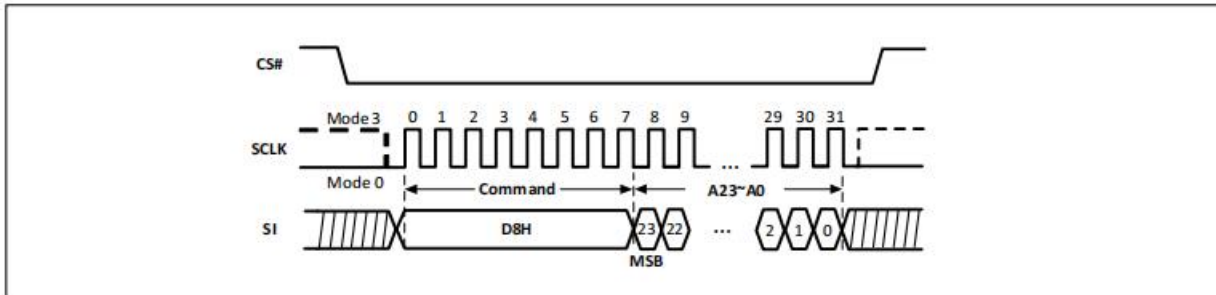 CS#
Mode 3 0 1 2 3 4 5 6 7 8 9 29 30 31
SCLK ...
Mode 0 Command A23~A0
SI D8H 23 22 ... 2 1 0
MSB